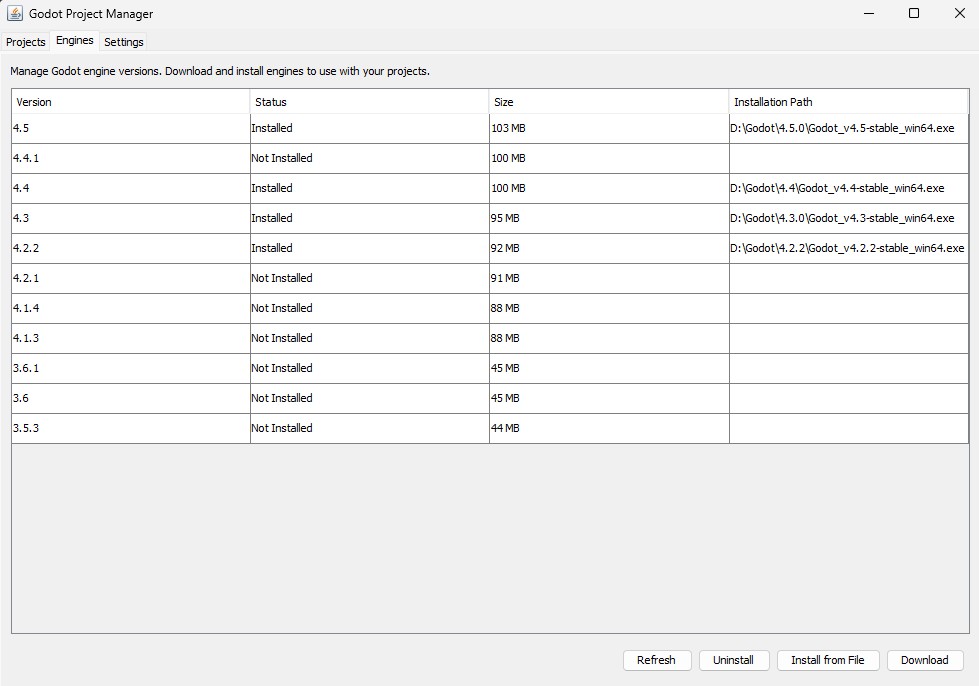 Godot Project Manager
Projects Engines Settings
Manage Godot engine versions. Download and install engines to use with your projects.
Version Status Size Installation Path
4.5 Installed 103 MB D:\Godot\4.5.0\Godot_v4.5-stable_win64.exe
4.4.1 Not Installed 100 MB
4.4 Installed 100 MB D:\Godot\4.4\Godot_v4.4-stable_win64.exe
4.3 Installed 95 MB D:\Godot\4.3.0\Godot_v4.3-stable_win64.exe
4.2.2 Installed 92 MB D:\Godot\4.2.2\Godot_v4.2.2-stable_win64.exe
4.2.1 Not Installed 91 MB
4.1.4 Not Installed 88 MB
4.1.3 Not Installed 88 MB
3.6.1 Not Installed 45 MB
3.6 Not Installed 45 MB
3.5.3 Not Installed 44 MB
Refresh Uninstall Install from File Download